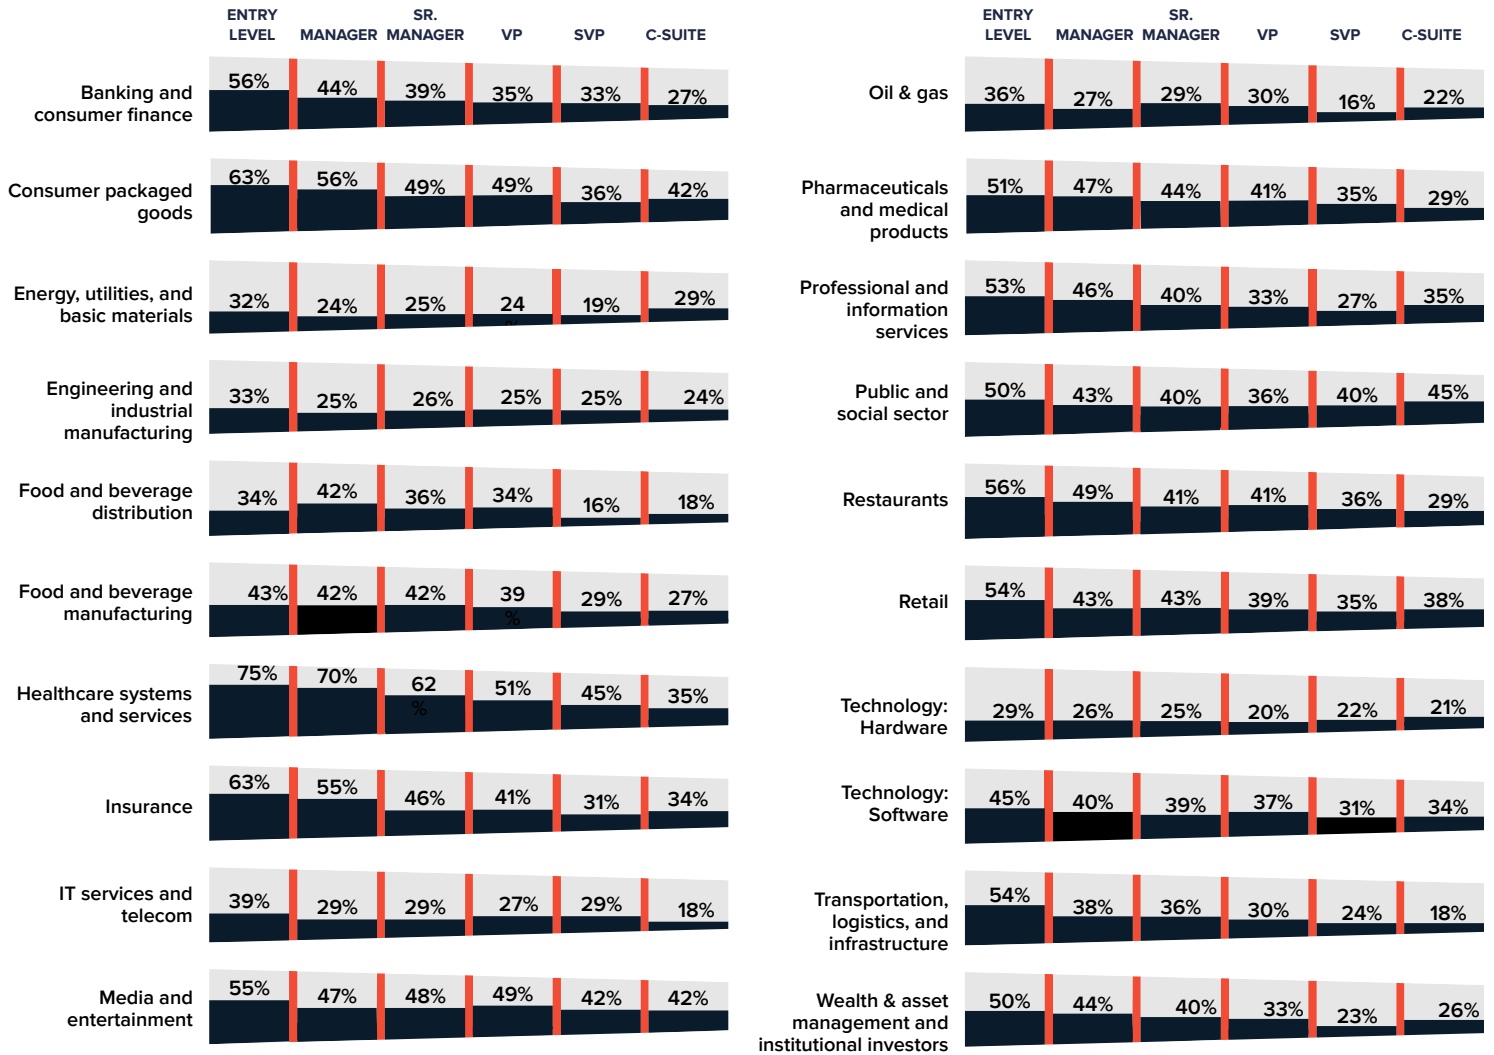 ENTRY LEVEL MANAGER SR. MANAGER VP SVP C-SUITE
Banking and
consumer finance
56% 44% 39% 35% 33% 27%
Consumer packaged
goods
63% 56% 49% 49% 36% 42%
Energy, utilities, and
basic materials
32% 24% 25% 24
%
19% 29%
Engineering and
industrial
manufacturing
33% 25% 26% 25% 25% 24%
Food and beverage
distribution
34% 42% 36% 34% 16% 18%
Food and beverage
manufacturing
43% 42% 42% 39
%
29% 27%
Healthcare systems
and services
75% 70% 62
%
51% 45% 35%
Insurance
63% 55% 46% 41% 31% 34%
IT services and
telecom
39% 29% 29% 27% 29% 18%
Media and
entertainment
55% 47% 48% 49% 42% 42%
ENTRY LEVEL MANAGER SR. MANAGER VP SVP C-SUITE
Oil & gas
36% 27% 29% 30% 16% 22%
Pharmaceuticals
and medical
products
51% 47% 44% 41% 35% 29%
Professional and
information
services
53% 46% 40% 33% 27% 35%
Public and
social sector
50% 43% 40% 36% 40% 45%
Restaurants
56% 49% 41% 41% 36% 29%
Retail
54% 43% 43% 39% 35% 38%
Technology:
Hardware
29% 26% 25% 20% 22% 21%
Technology:
Software
45% 40% 39% 37% 31% 34%
Transportation,
logistics, and
infrastructure
54% 38% 36% 30% 24% 18%
Wealth & asset
management and
institutional investors
50% 44% 40% 33% 23% 26%